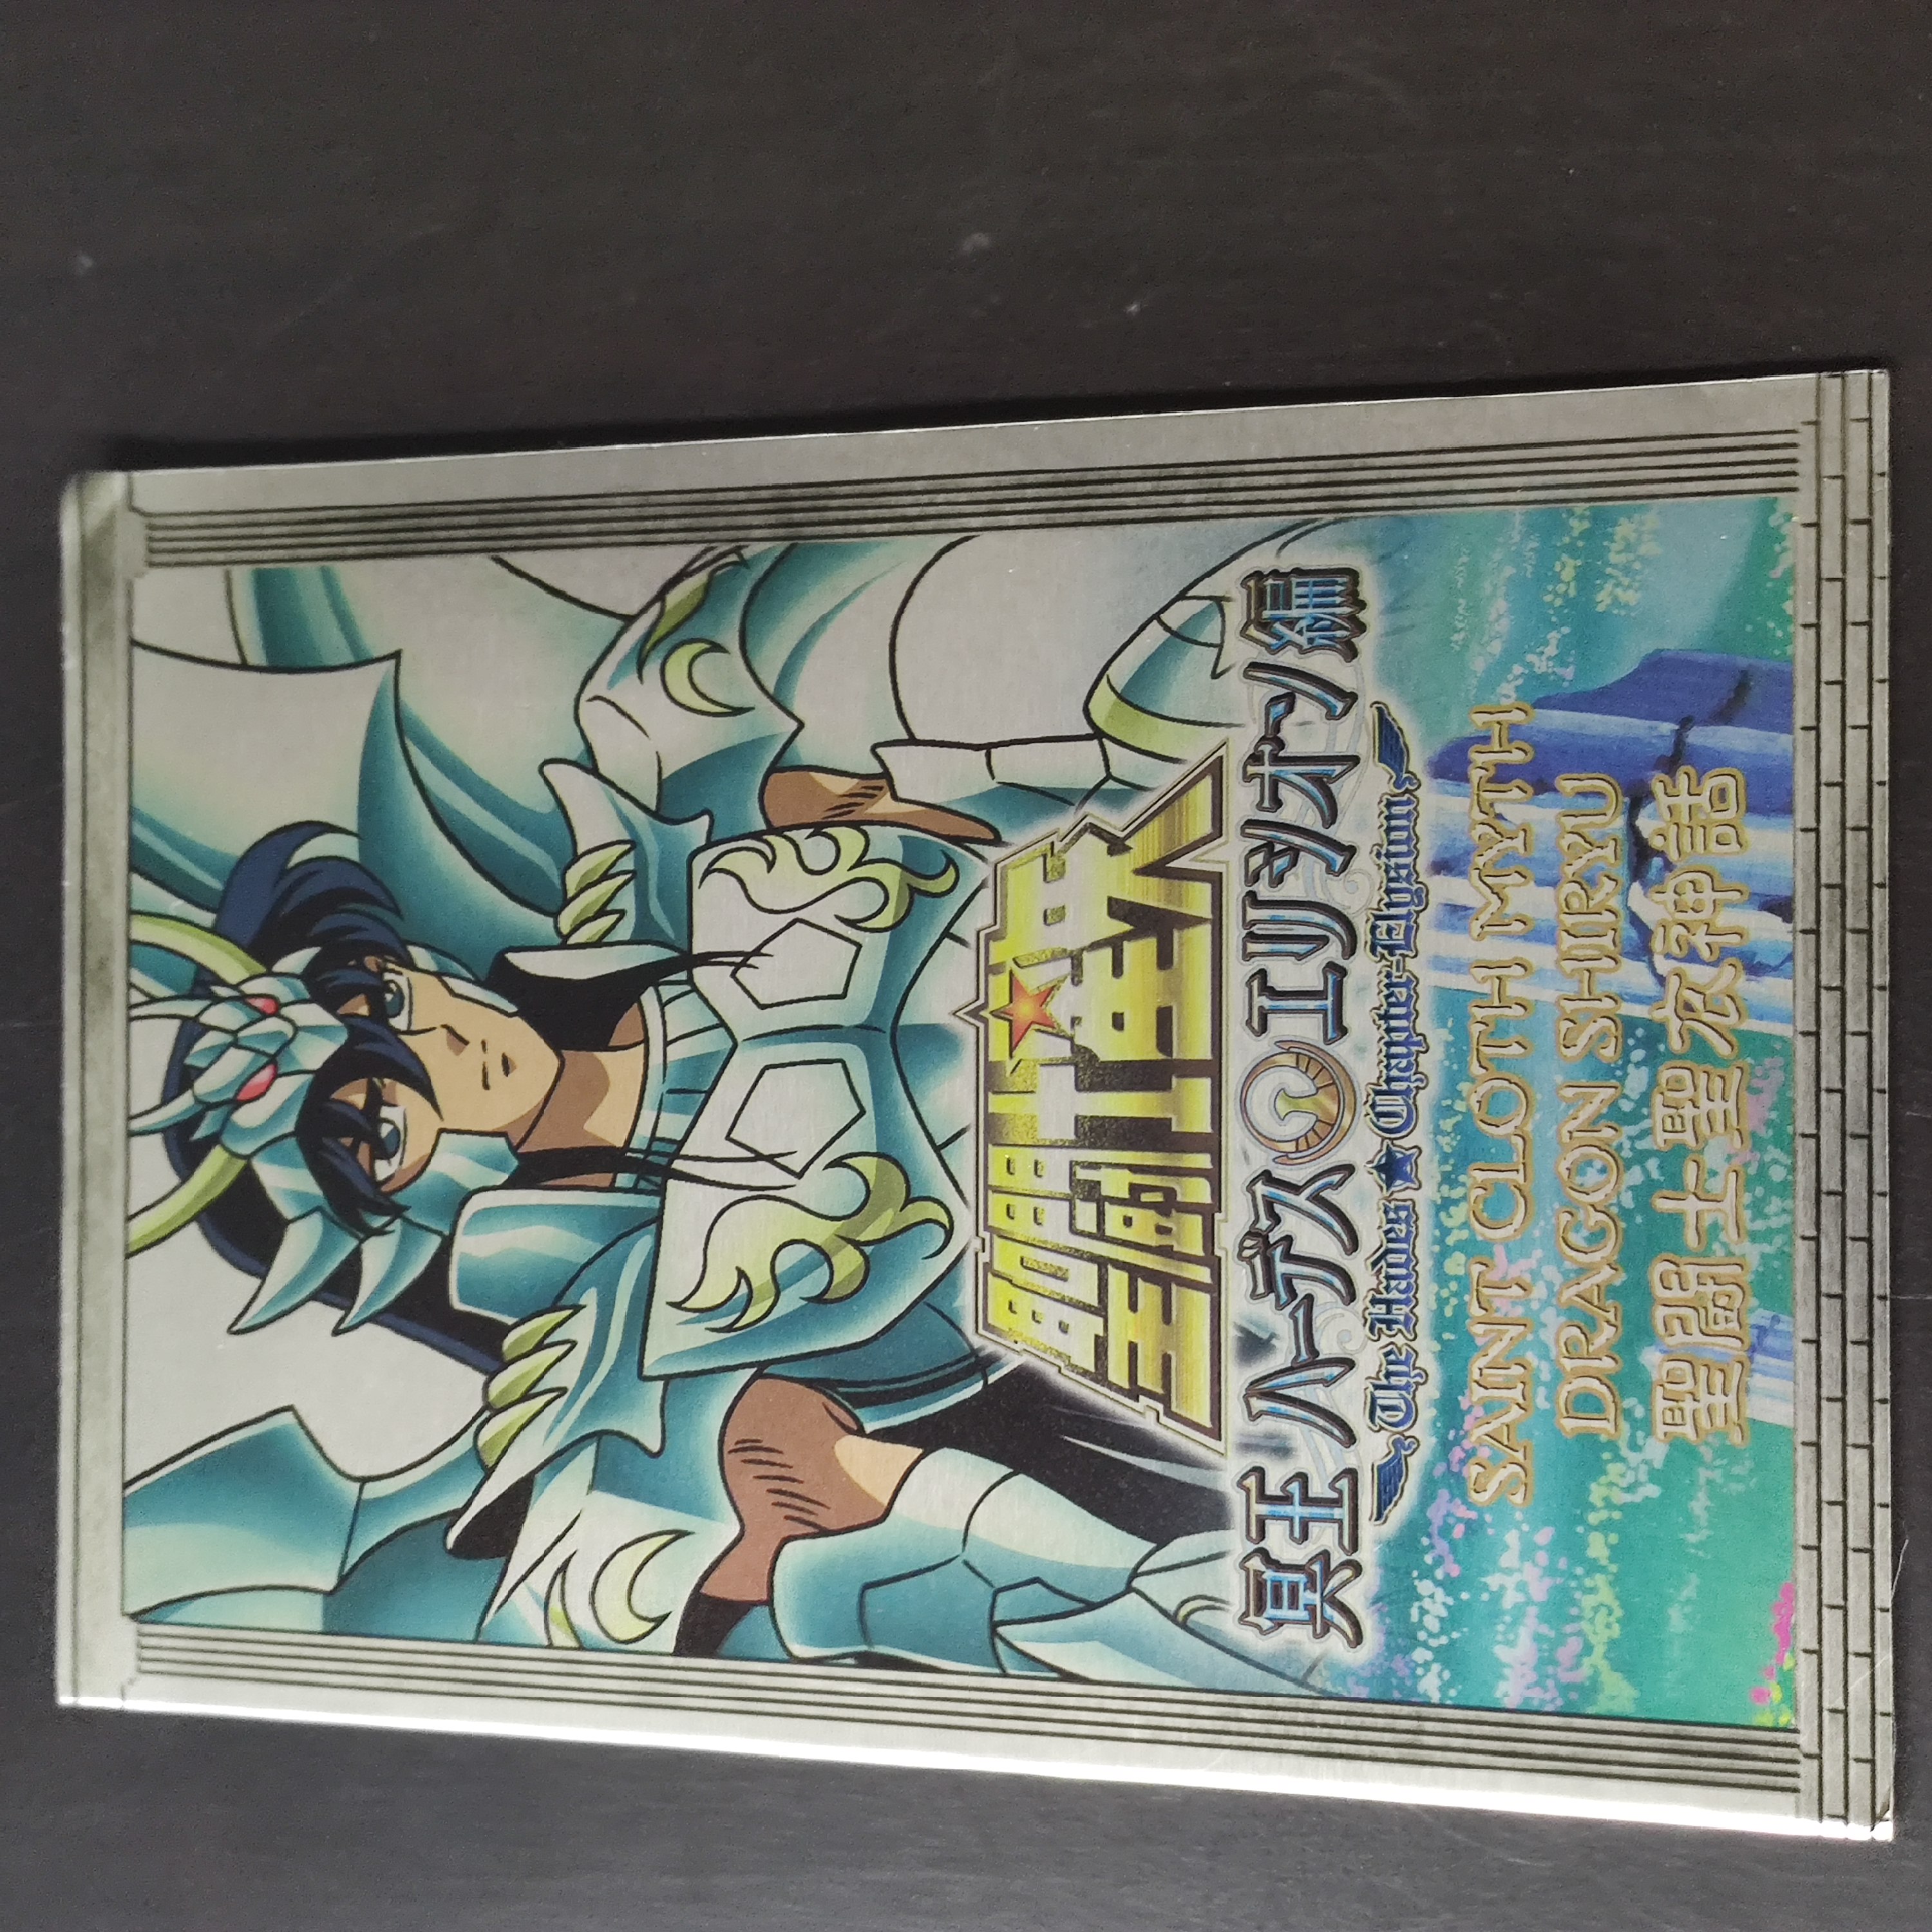 聖闘士星矢
冥王ハーデスエリシオン編
The Hades★Chapter-Elysion
SAINT CLOTH MYTH
DRAGON SHIRYU
聖闘士聖衣神話